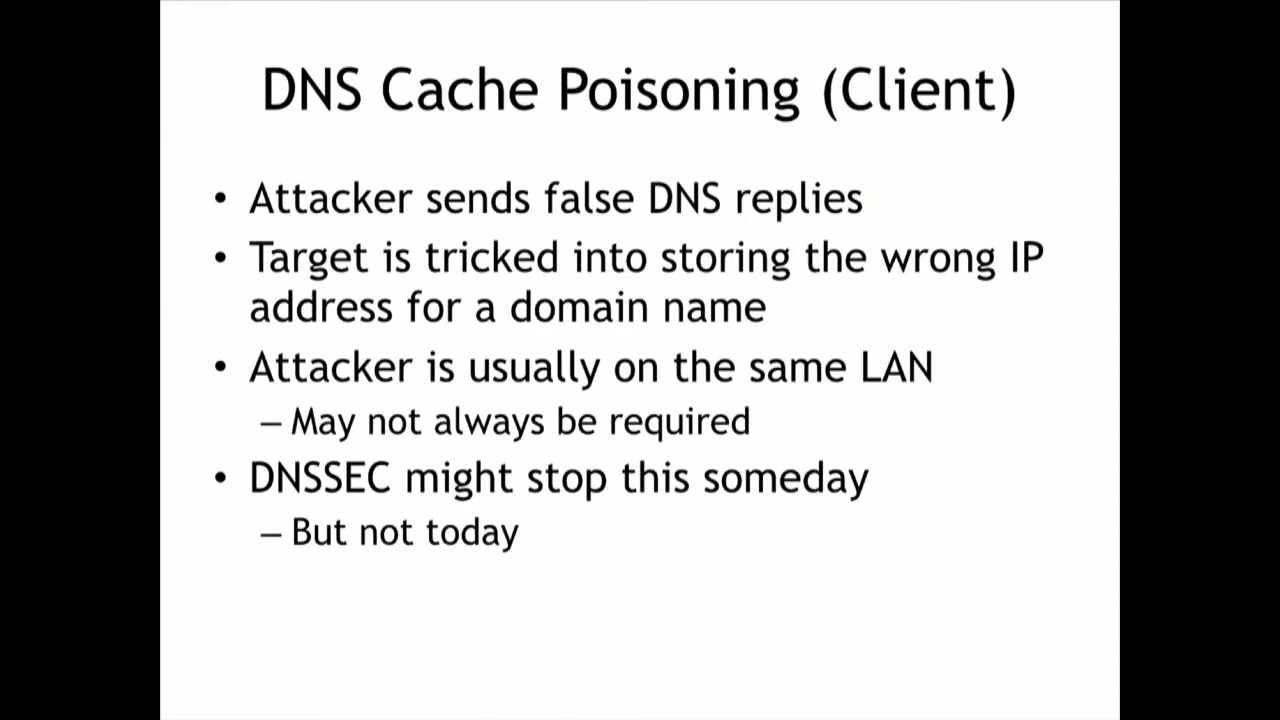 DNS Cache Poisoning (Client)
• Attacker sends false DNS replies
• Target is tricked into storing the wrong IP
address for a domain name
• Attacker is usually on the same LAN
– May not always be required
• DNSSEC might stop this someday
– But not today